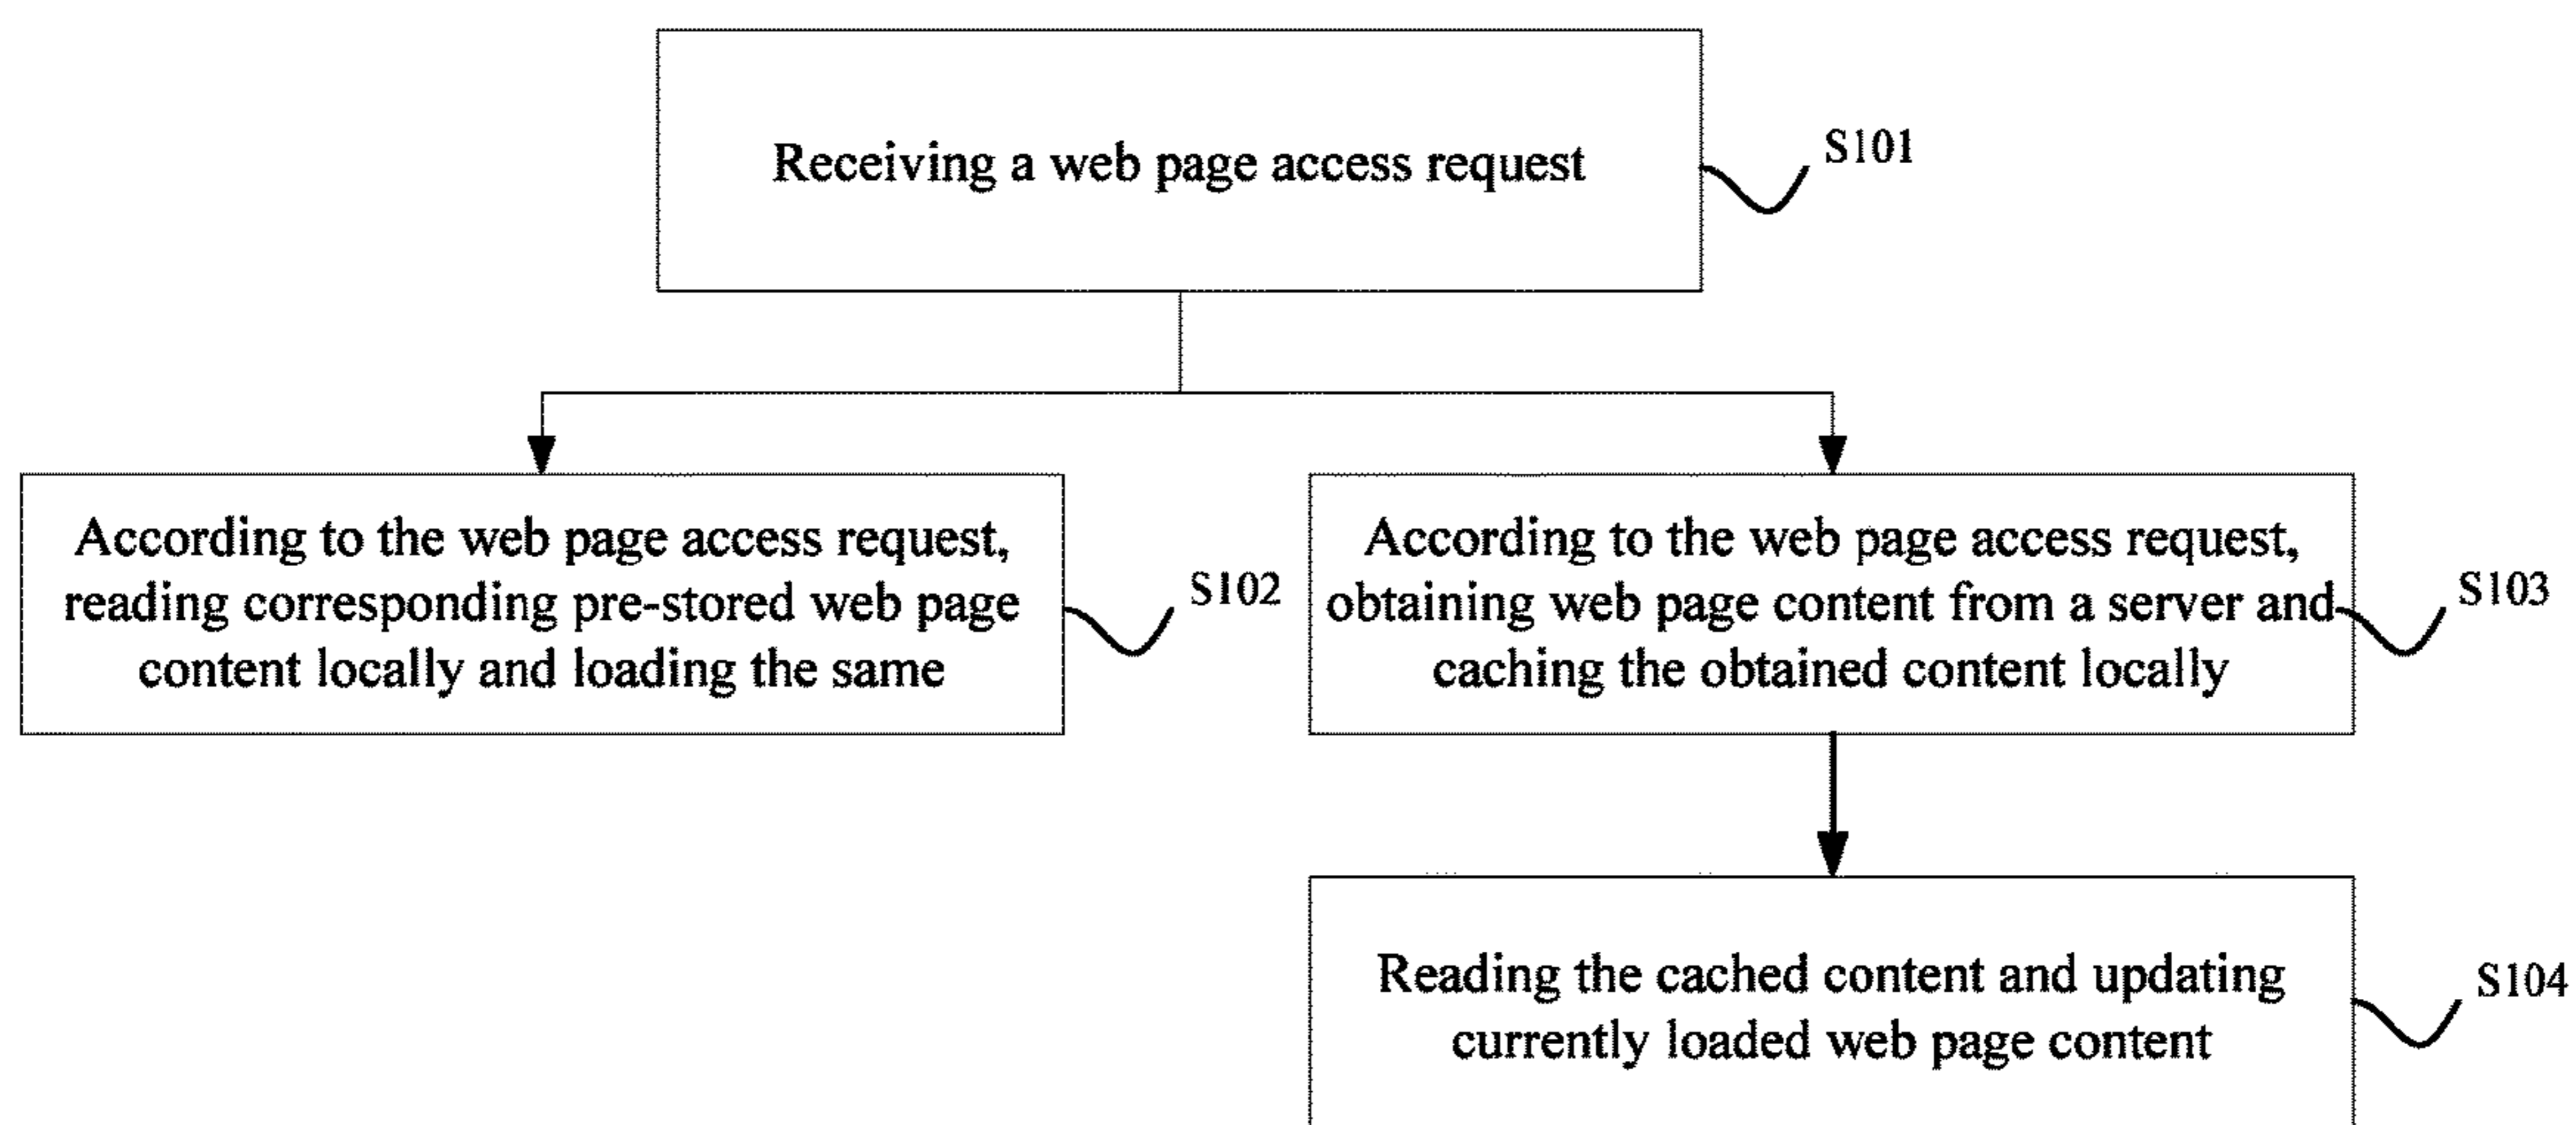 Receiving a web page access request
S101
According to the web page access request,
reading corresponding pre-stored web page
content locally and loading the same
S102
According to the web page access request,
obtaining web page content from a server and
caching the obtained content locally
S103
Reading the cached content and updating
currently loaded web page content
S104